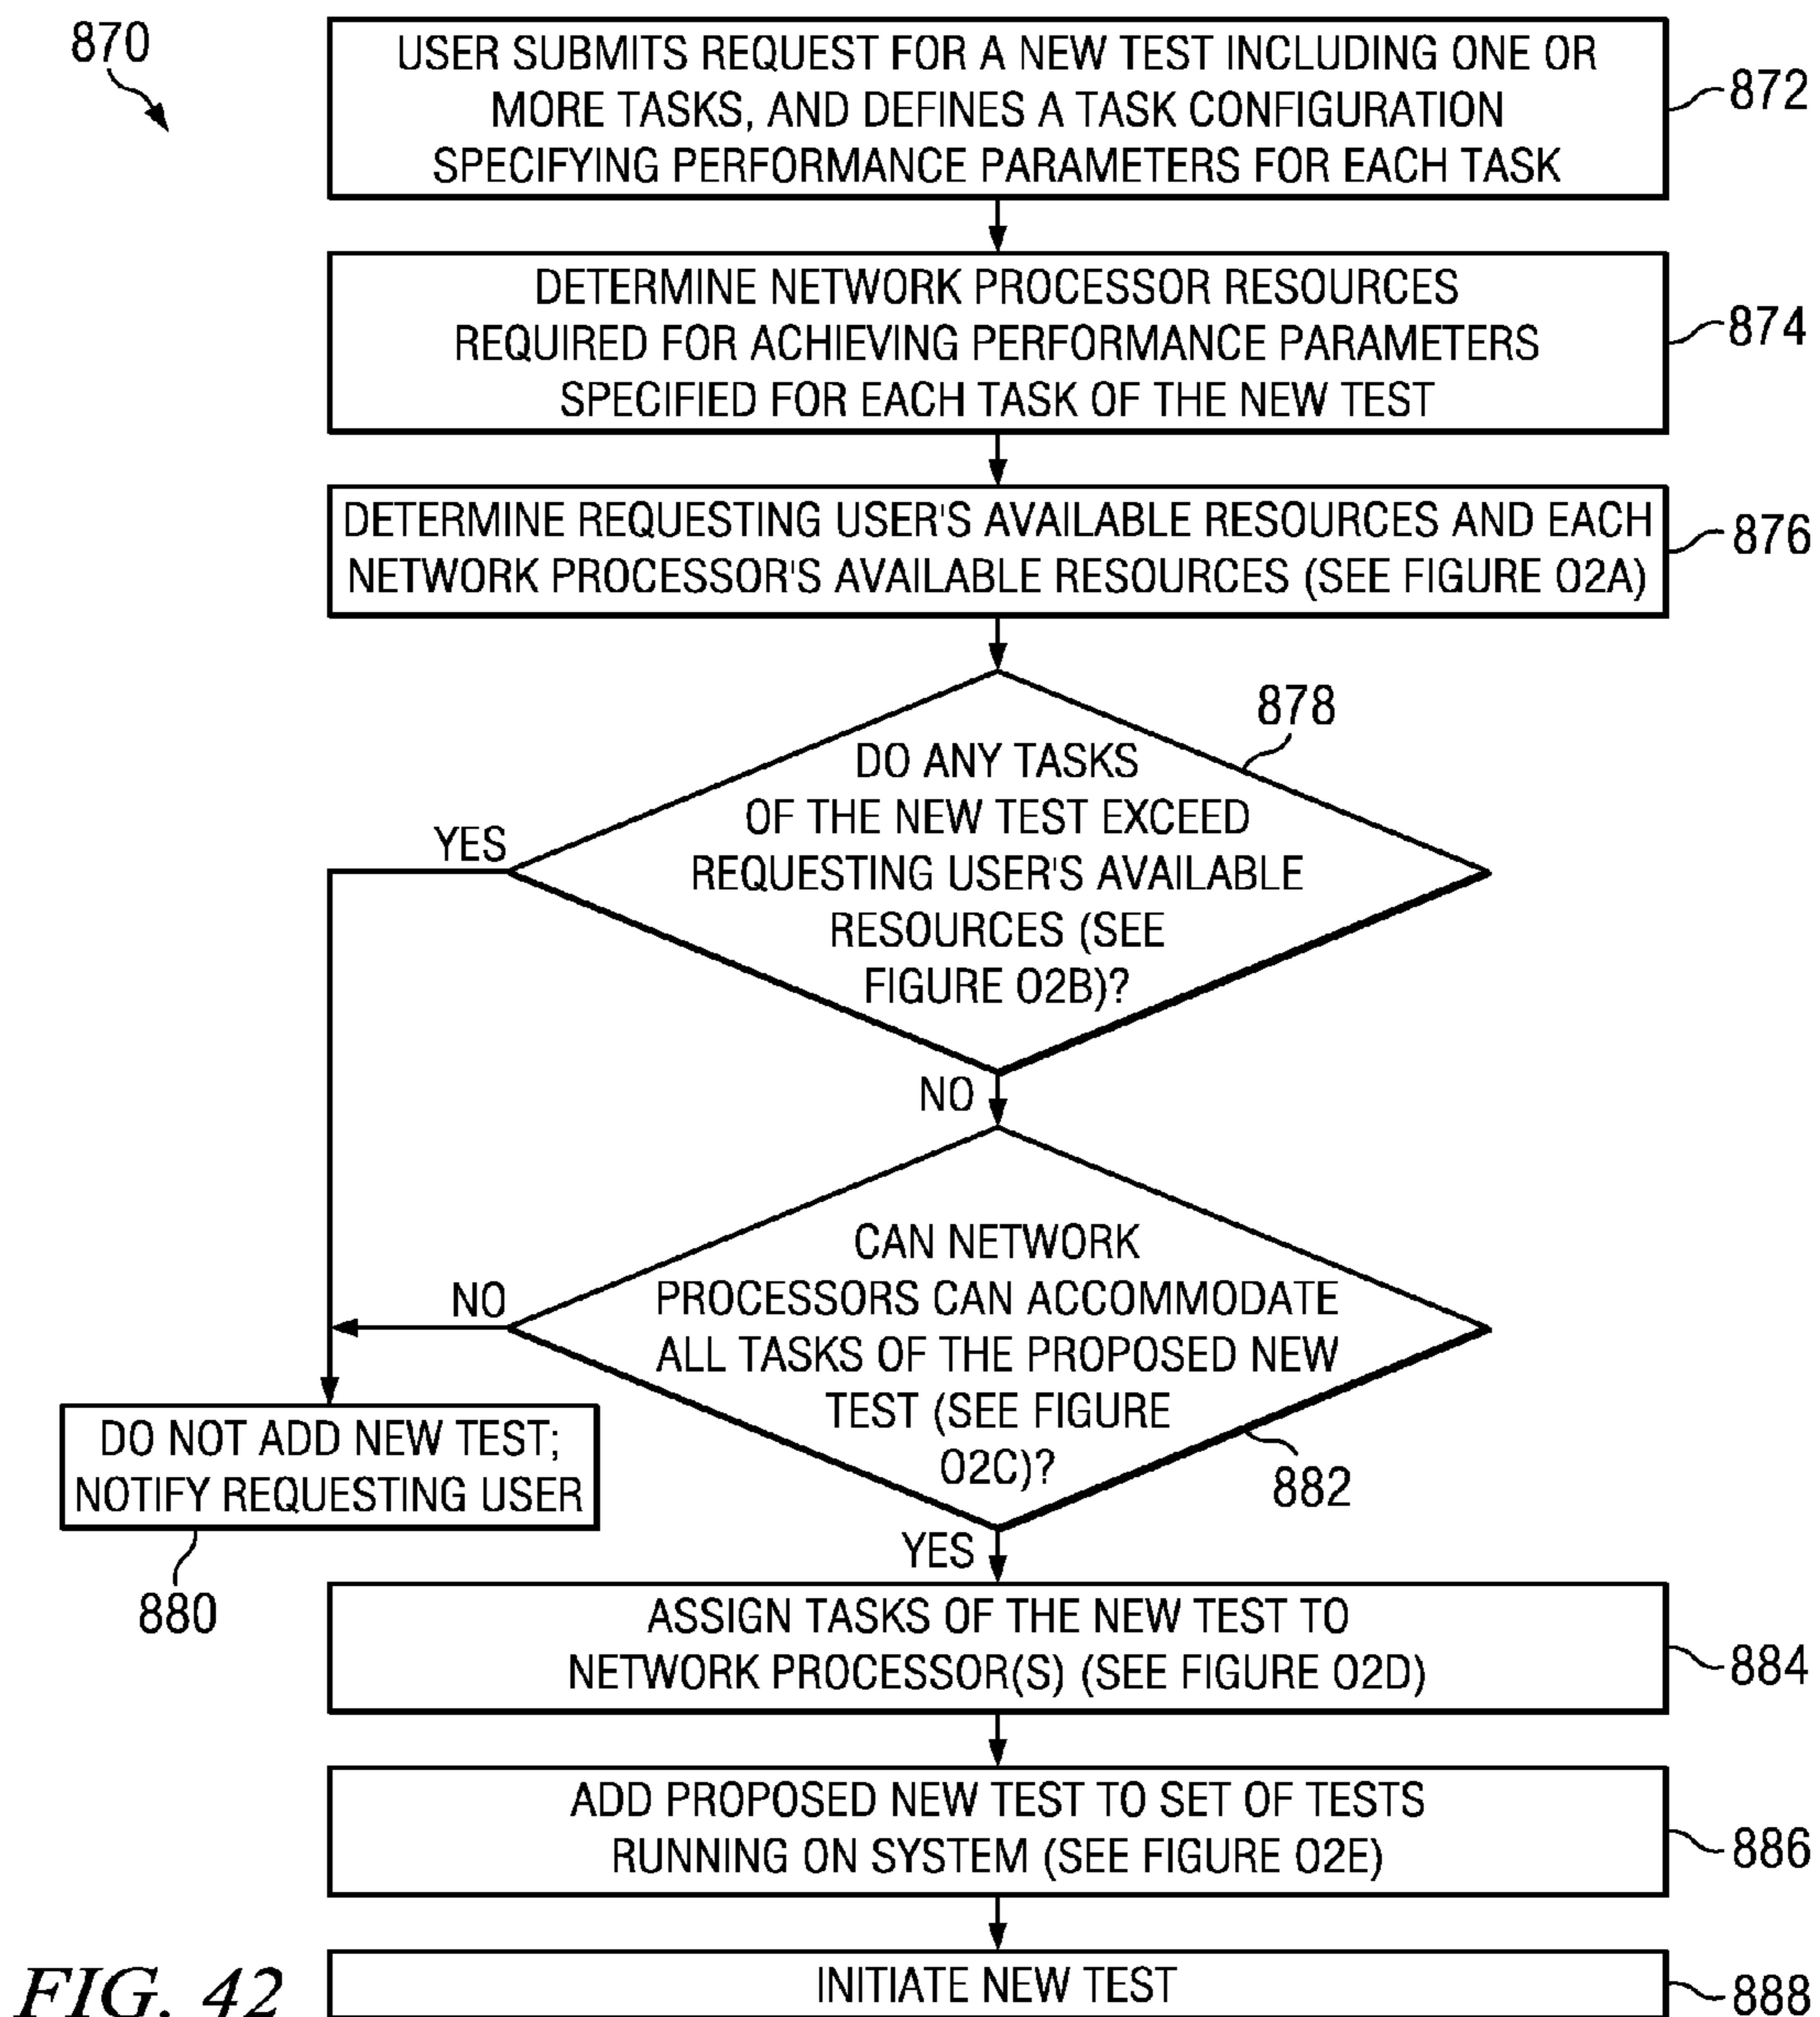 870
USER SUBMITS REQUEST FOR A NEW TEST INCLUDING ONE OR
MORE TASKS, AND DEFINES A TASK CONFIGURATION
SPECIFYING PERFORMANCE PARAMETERS FOR EACH TASK
872
DETERMINE NETWORK PROCESSOR RESOURCES
REQUIRED FOR ACHIEVING PERFORMANCE PARAMETERS
SPECIFIED FOR EACH TASK OF THE NEW TEST
874
DETERMINE REQUESTING USER'S AVAILABLE RESOURCES AND EACH
NETWORK PROCESSOR'S AVAILABLE RESOURCES (SEE FIGURE O2A)
876
878
DO ANY TASKS
OF THE NEW TEST EXCEED
REQUESTING USER'S AVAILABLE
RESOURCES (SEE
FIGURE O2B)?
YES
NO
CAN NETWORK
PROCESSORS CAN ACCOMMODATE
ALL TASKS OF THE PROPOSED NEW
TEST (SEE FIGURE
O2C)?
NO
882
DO NOT ADD NEW TEST;
NOTIFY REQUESTING USER
880
YES
ASSIGN TASKS OF THE NEW TEST TO
NETWORK PROCESSOR(S) (SEE FIGURE O2D)
884
ADD PROPOSED NEW TEST TO SET OF TESTS
RUNNING ON SYSTEM (SEE FIGURE O2E)
886
INITIATE NEW TEST
888
FIG. 42